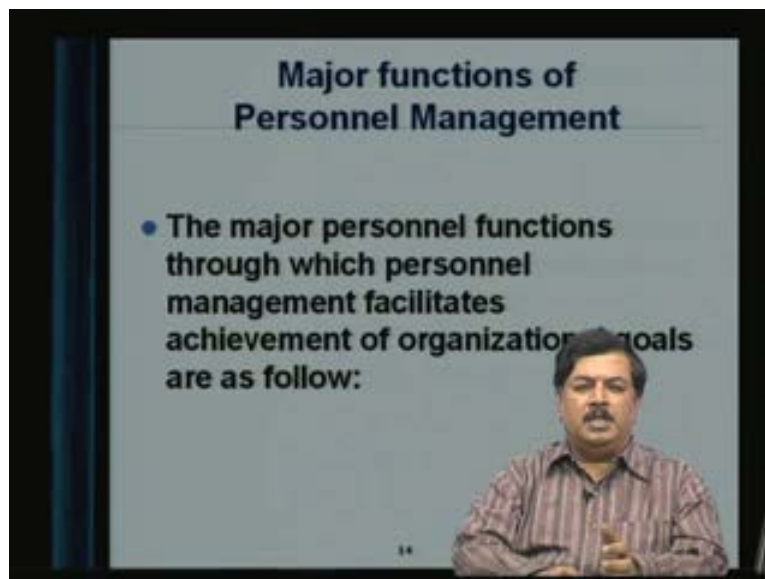 Major functions of
Personnel Management
The major personnel functions
through which personnel
management facilitates
achievement of organization goals
are as follow:
14